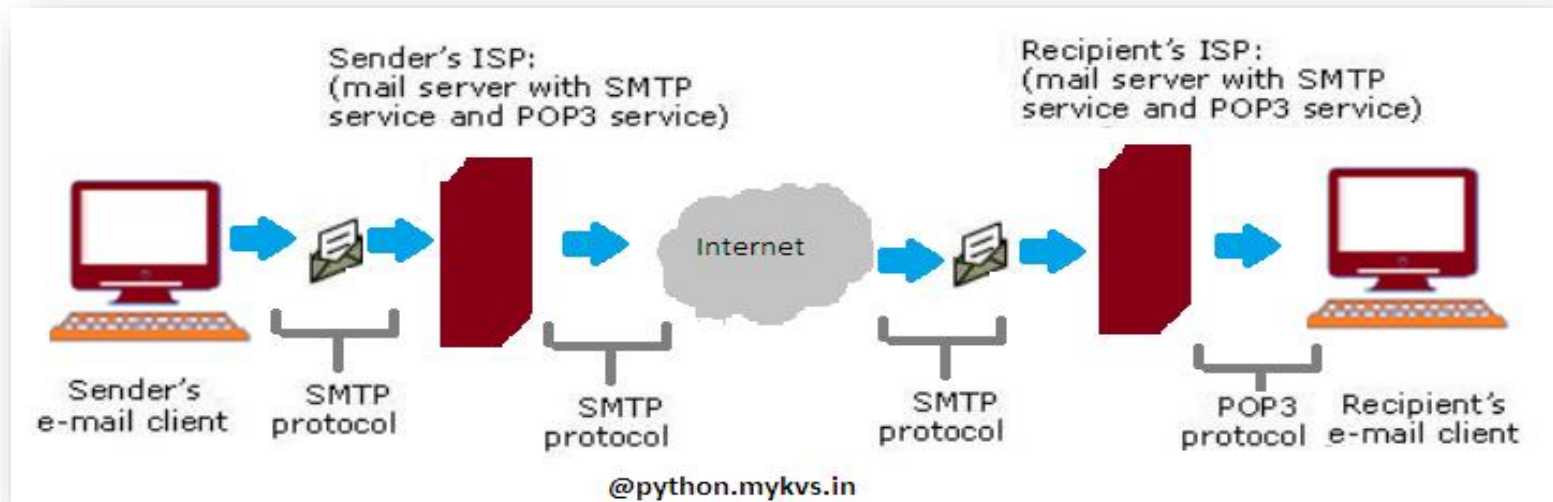 Sender's ISP:
(mail server with SMTP
service and POP3 service)
Recipient's ISP:
(mail server with SMTP
service and POP3 service)
Internet
Sender's
e-mail client
SMTP
protocol
SMTP
protocol
SMTP
protocol
POP3
protocol
Recipient's
e-mail client
@python.mykvs.in